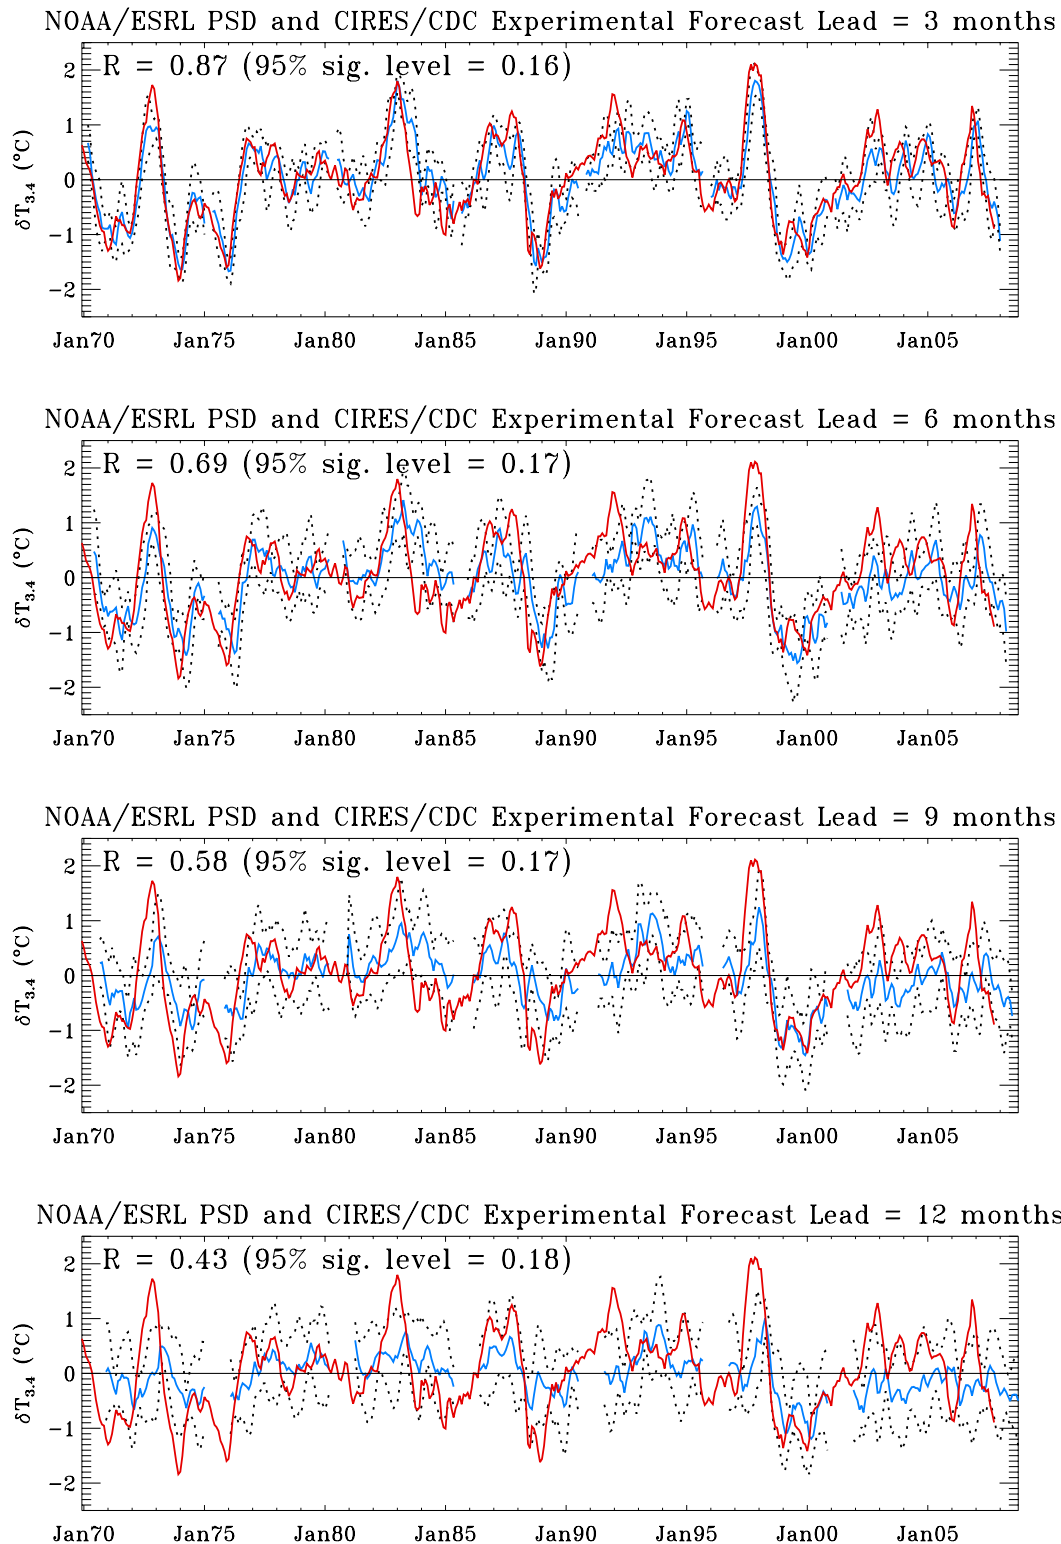 NOAA/ESRL PSD and CIRES/CDC Experimental Forecast Lead = 3 months
R = 0.87 (95% sig. level = 0.16)
δT3.4 (°C)
2
1
0
−1
−2
Jan70 Jan75 Jan80 Jan85 Jan90 Jan95 Jan00 Jan05
NOAA/ESRL PSD and CIRES/CDC Experimental Forecast Lead = 6 months
R = 0.69 (95% sig. level = 0.17)
δT3.4 (°C)
2
1
0
−1
−2
Jan70 Jan75 Jan80 Jan85 Jan90 Jan95 Jan00 Jan05
NOAA/ESRL PSD and CIRES/CDC Experimental Forecast Lead = 9 months
R = 0.58 (95% sig. level = 0.17)
δT3.4 (°C)
2
1
0
−1
−2
Jan70 Jan75 Jan80 Jan85 Jan90 Jan95 Jan00 Jan05
NOAA/ESRL PSD and CIRES/CDC Experimental Forecast Lead = 12 months
R = 0.43 (95% sig. level = 0.18)
δT3.4 (°C)
2
1
0
−1
−2
Jan70 Jan75 Jan80 Jan85 Jan90 Jan95 Jan00 Jan05